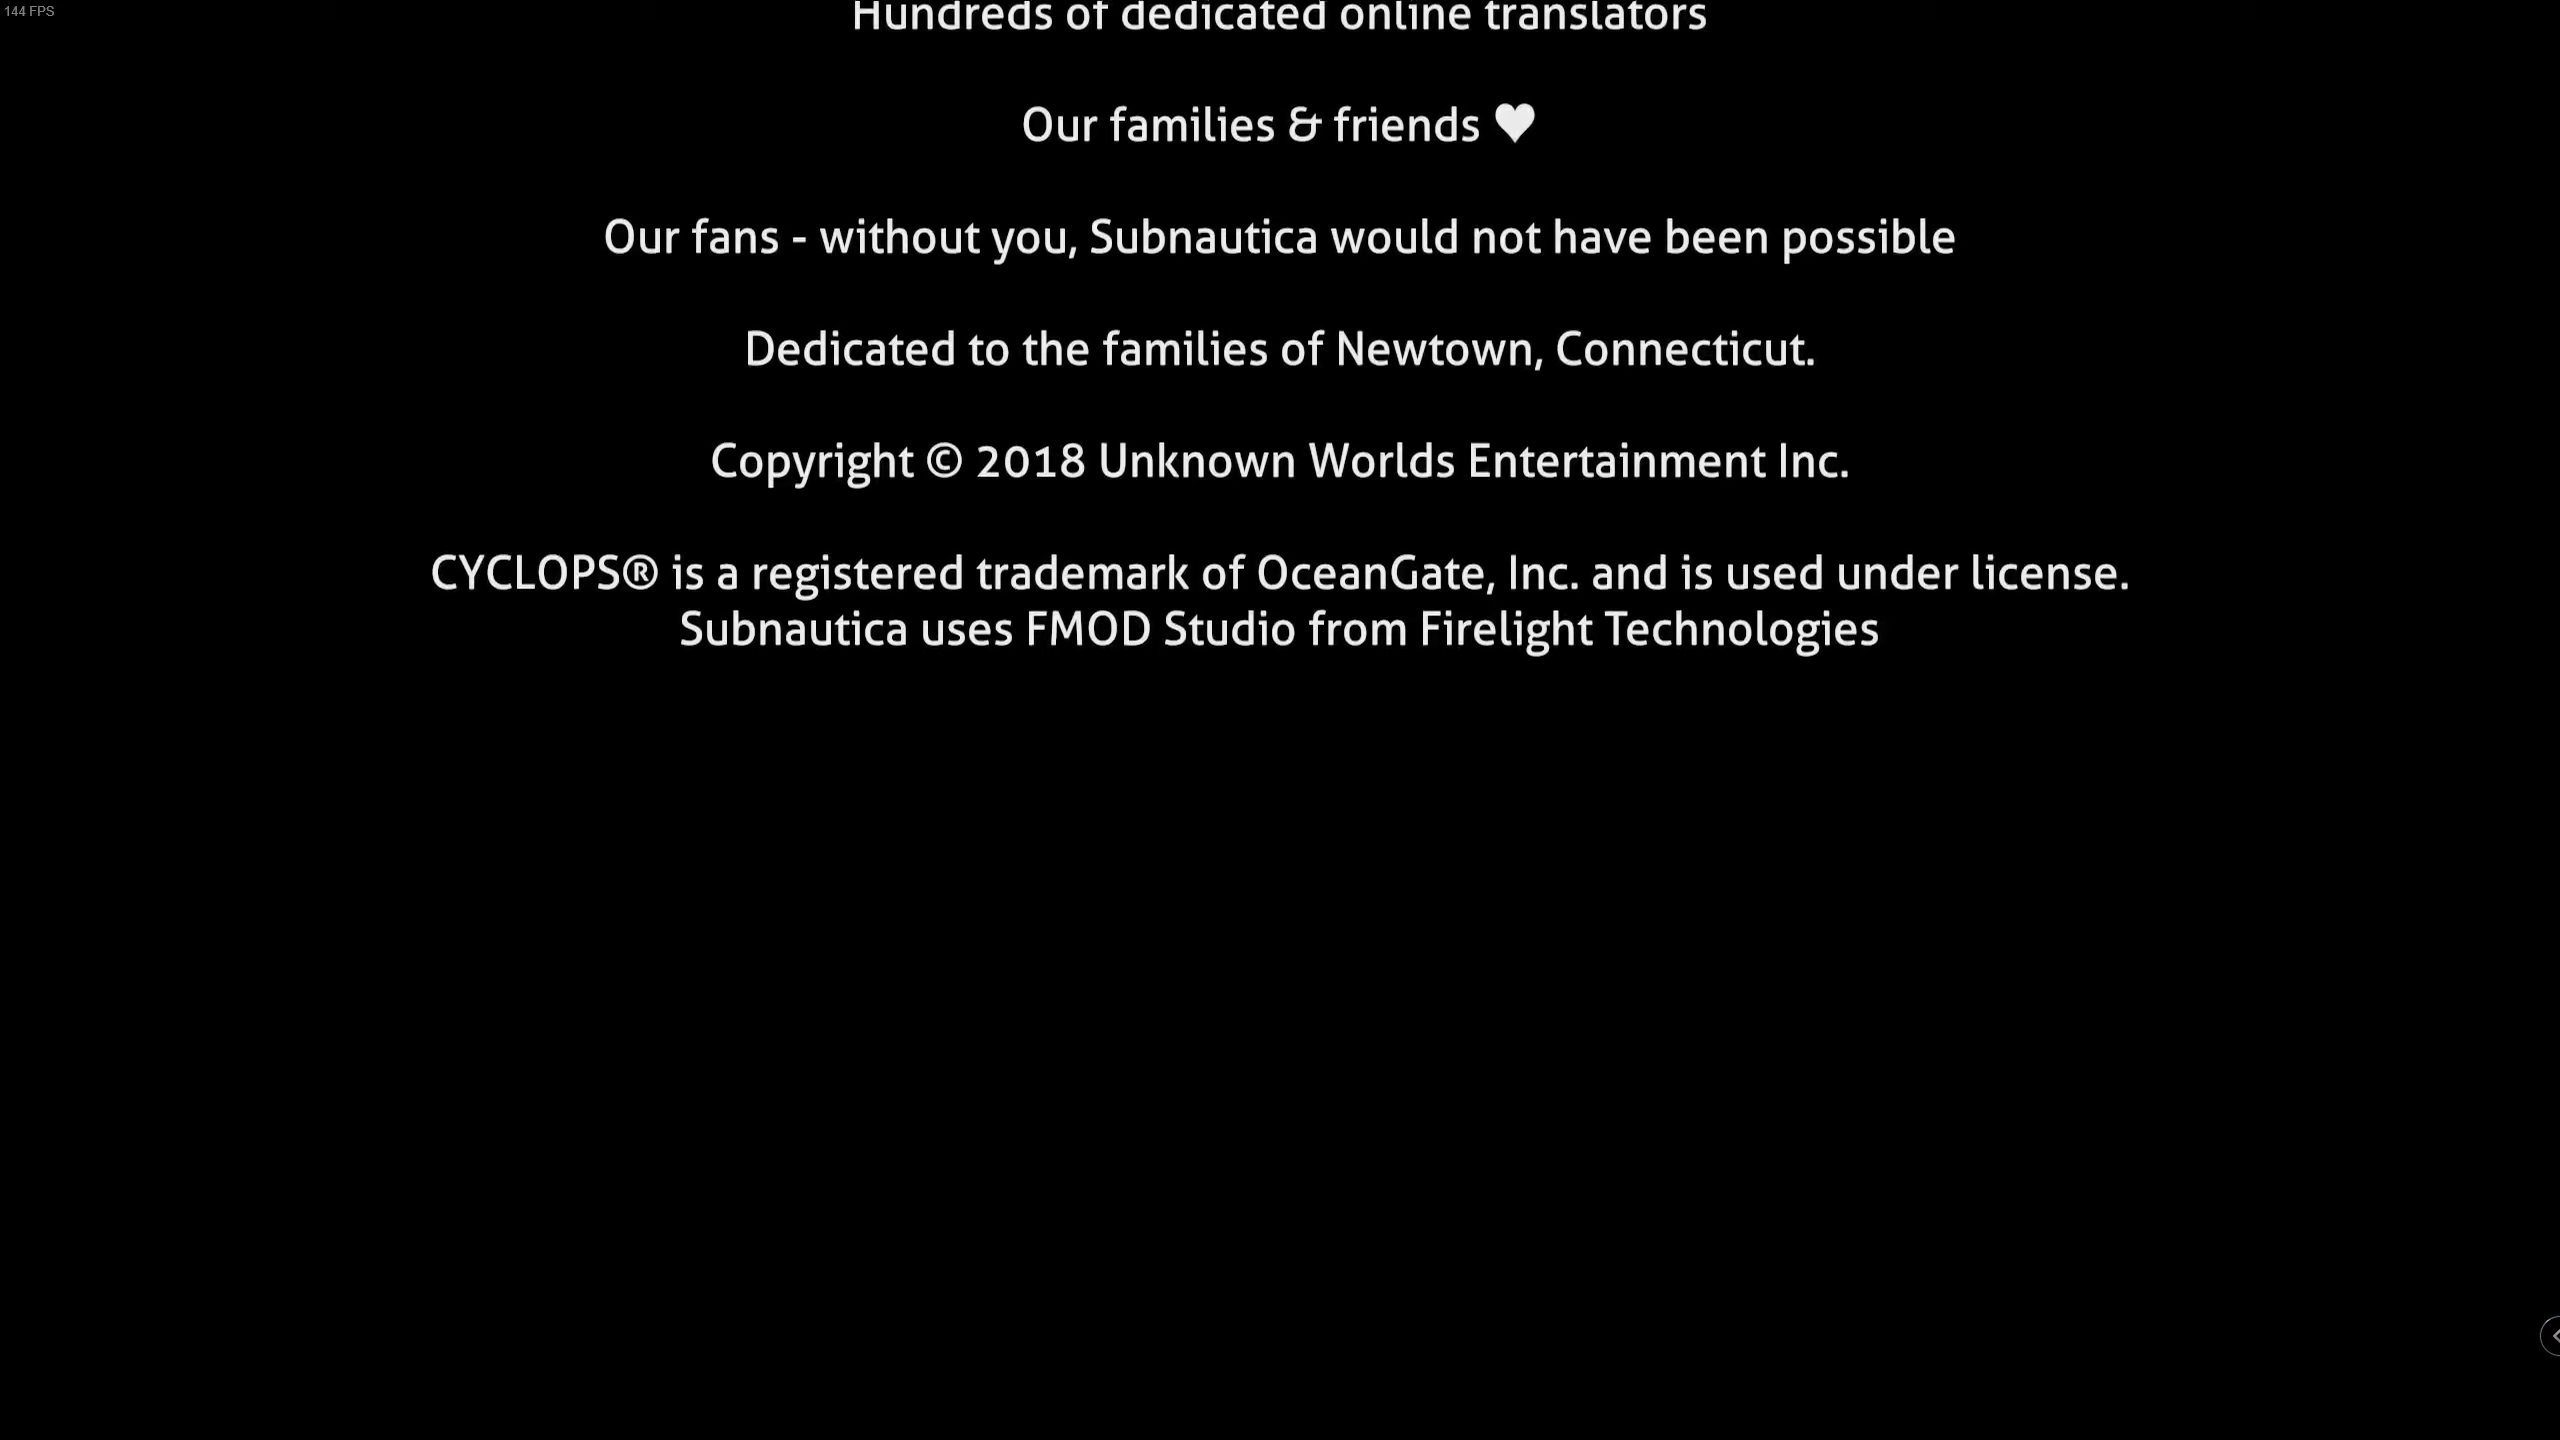 144 FPS
Hundreds of dedicated online translators
Our families & friends ♥
Our fans - without you, Subnautica would not have been possible
Dedicated to the families of Newtown, Connecticut.
Copyright © 2018 Unknown Worlds Entertainment Inc.
CYCLOPS® is a registered trademark of OceanGate, Inc. and is used under license.
Subnautica uses FMOD Studio from Firelight Technologies